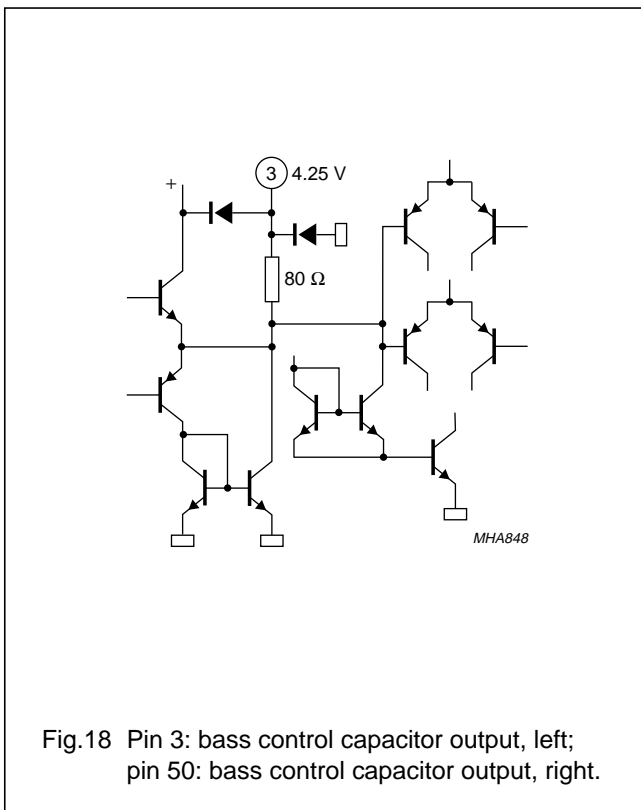 +
3 4.25 V
80 Ω
MHA848
Fig.18 Pin 3: bass control capacitor output, left;
pin 50: bass control capacitor output, right.